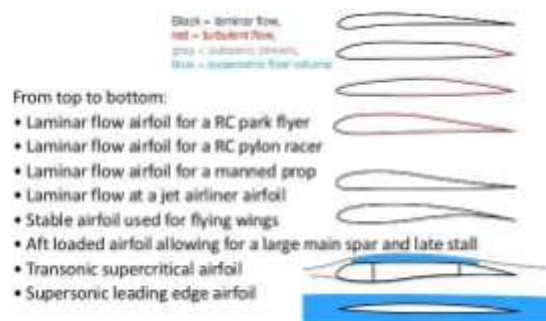 Black = laminar flow,
red = turbulent flow,
grey = subsonic stream,
blue = supersonic flow volume
From top to bottom:
• Laminar flow airfoil for a RC park flyer
• Laminar flow airfoil for a RC pylon racer
• Laminar flow airfoil for a manned prop
• Laminar flow at a jet airliner airfoil
• Stable airfoil used for flying wings
• Aft loaded airfoil allowing for a large main spar and late stall
• Transonic supercritical airfoil
• Supersonic leading edge airfoil